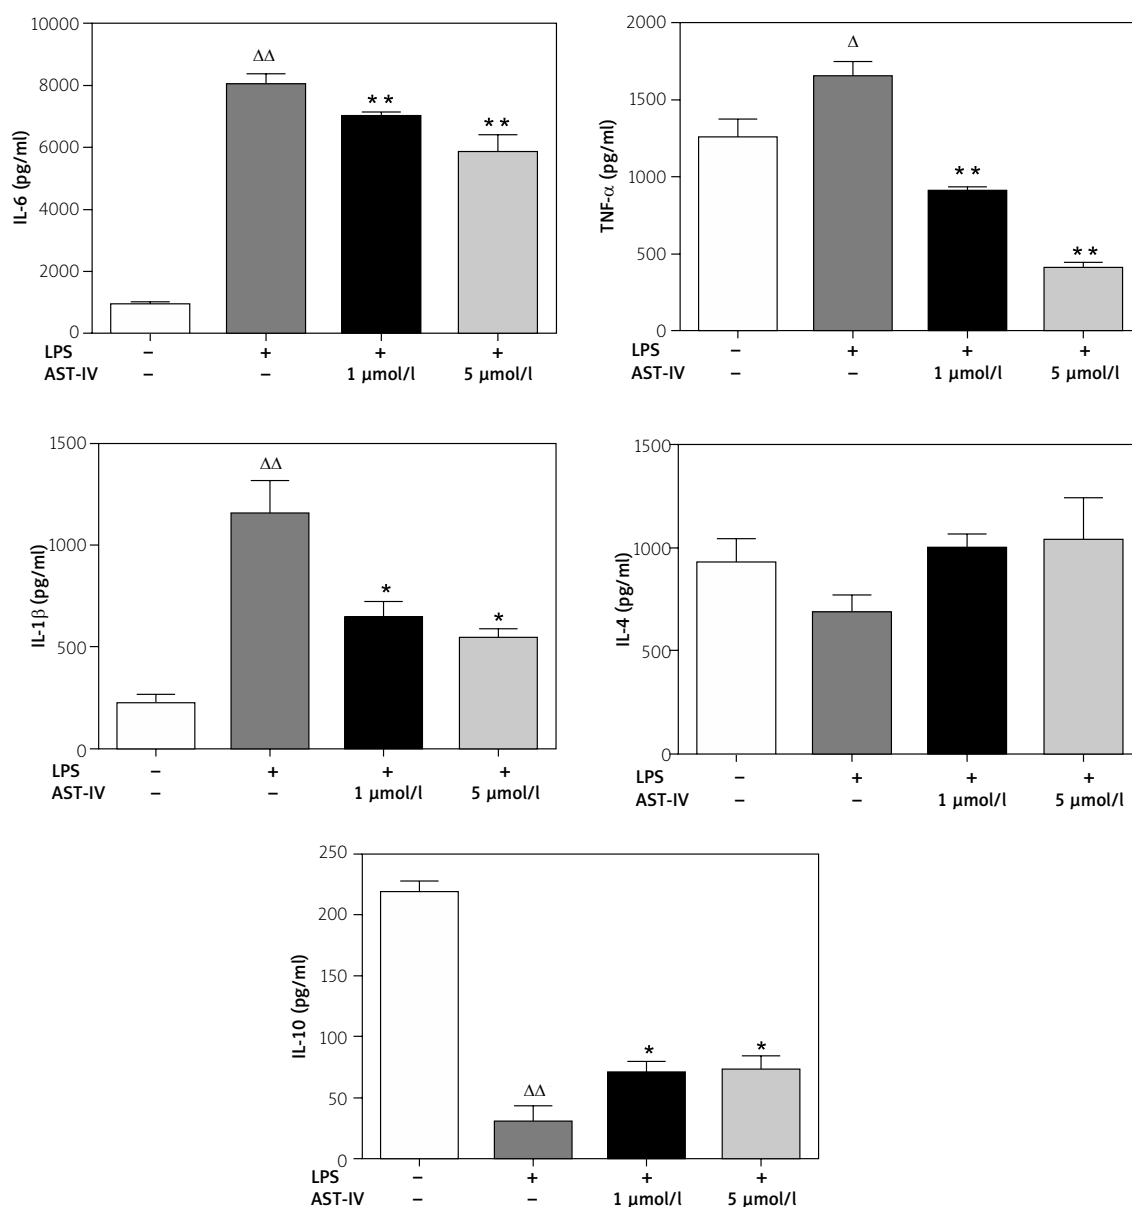 IL-6 (pg/ml)
10000
8000
6000
4000
2000
0
ΔΔ
**
**
LPS – + + +
AST-IV – – 1 µmol/l 5 µmol/l
TNF-α (pg/ml)
2000
1500
1000
500
0
Δ
**
**
LPS – + + +
AST-IV – – 1 µmol/l 5 µmol/l
IL-1β (pg/ml)
1500
1000
500
0
ΔΔ
*
*
LPS – + + +
AST-IV – – 1 µmol/l 5 µmol/l
IL-4 (pg/ml)
1500
1000
500
0
LPS – + + +
AST-IV – – 1 µmol/l 5 µmol/l
IL-10 (pg/ml)
250
200
150
100
50
0
ΔΔ
*
*
LPS – + + +
AST-IV – – 1 µmol/l 5 µmol/l